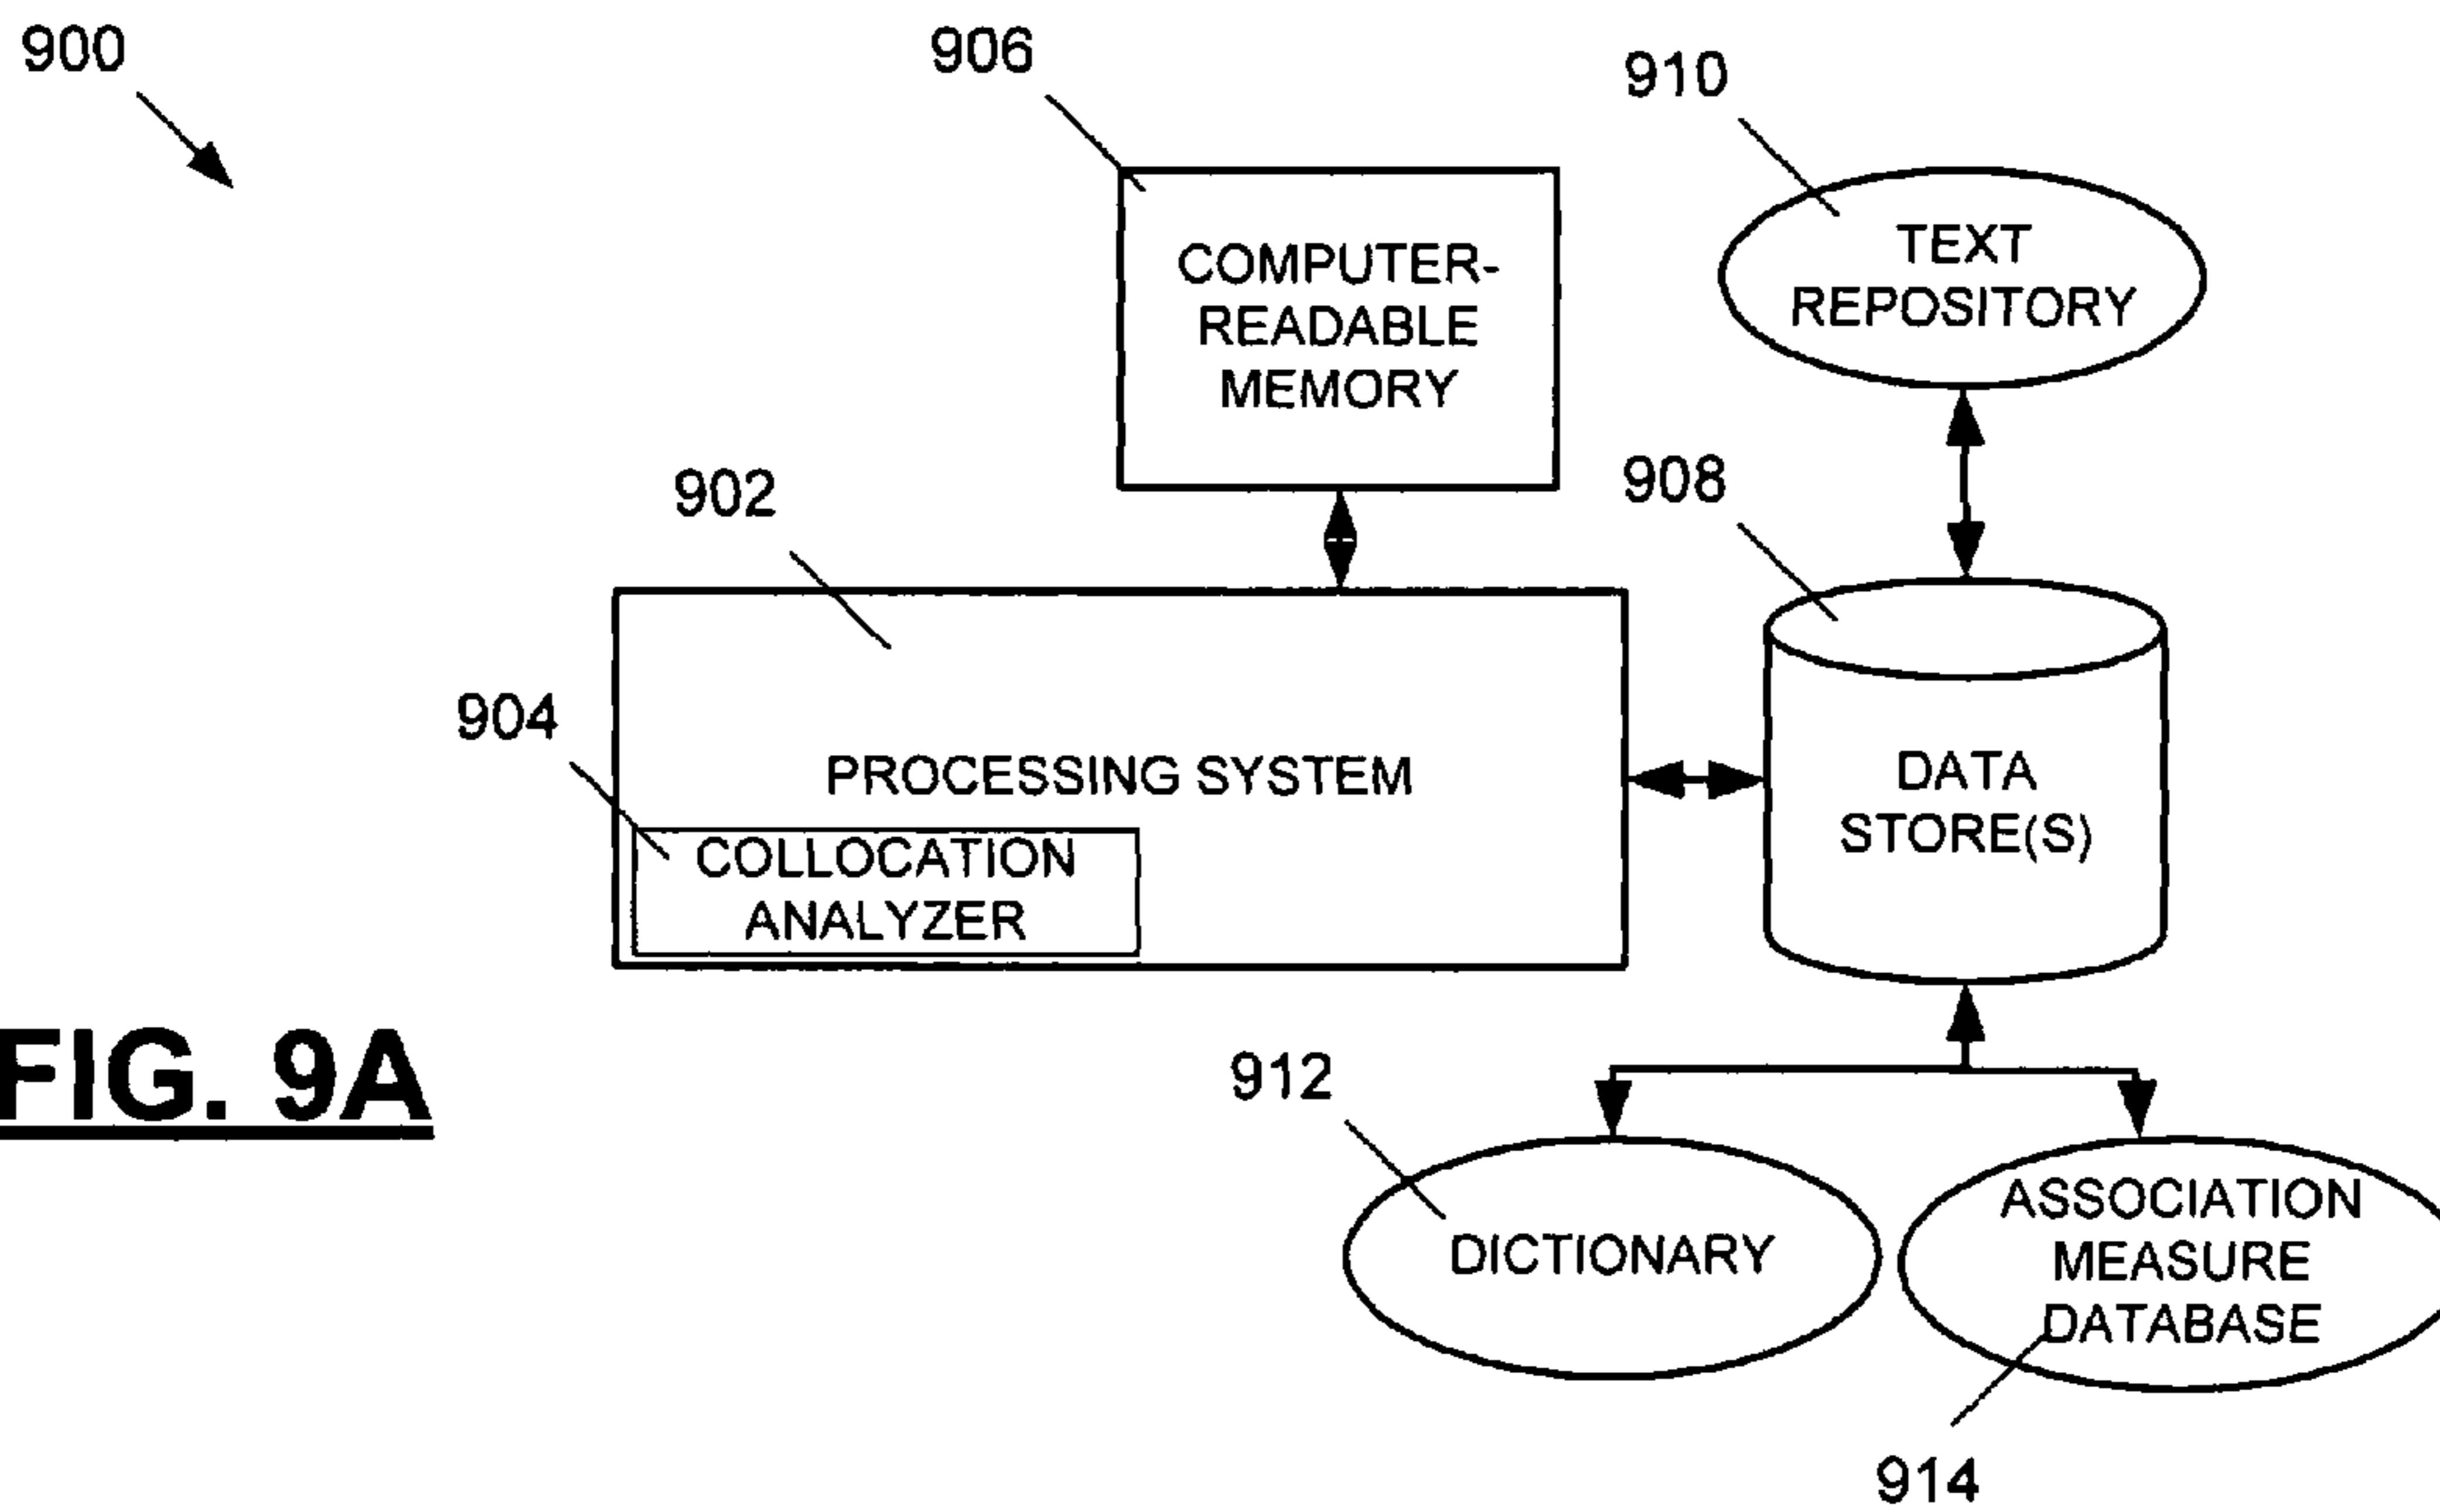 900
906
910
COMPUTER-
READABLE
MEMORY
TEXT
REPOSITORY
902
908
904
PROCESSING SYSTEM
COLLOCATION
ANALYZER
DATA
STORE(S)
FIG. 9A
912
DICTIONARY
ASSOCIATION
MEASURE
DATABASE
914